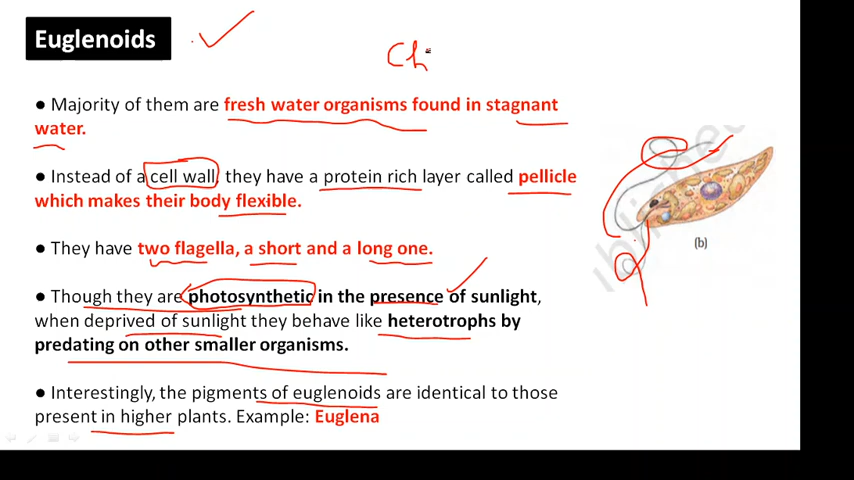 Euglenoids
Ch
● Majority of them are fresh water organisms found in stagnant
water.
● Instead of a cell wall, they have a protein rich layer called pellicle
which makes their body flexible.
● They have two flagella, a short and a long one.
● Though they are photosynthetic in the presence of sunlight,
when deprived of sunlight they behave like heterotrophs by
predating on other smaller organisms.
● Interestingly, the pigments of euglenoids are identical to those
present in higher plants. Example: Euglena
(b)